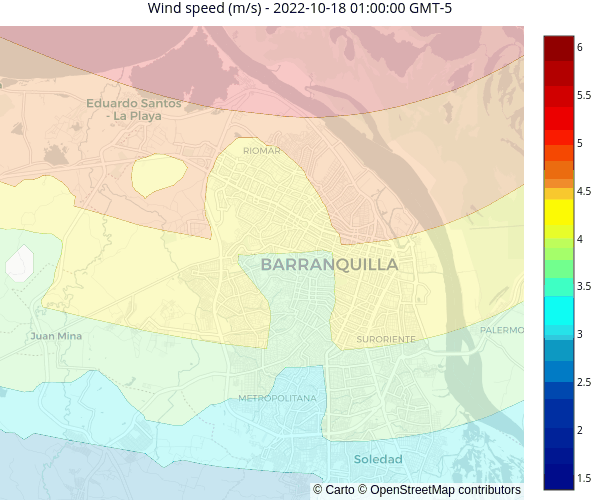 Wind speed (m/s) - 2022-10-18 01:00:00 GMT-5
6
5.5
5
4.5
4
3.5
3
2.5
2
1.5
Eduardo Santos
- La Playa
RIOMAR
BARRANQUILLA
Juan Mina
SURORIENTE
PALERMO
METROPOLITANA
Soledad
© Carto © OpenStreetMap contributors